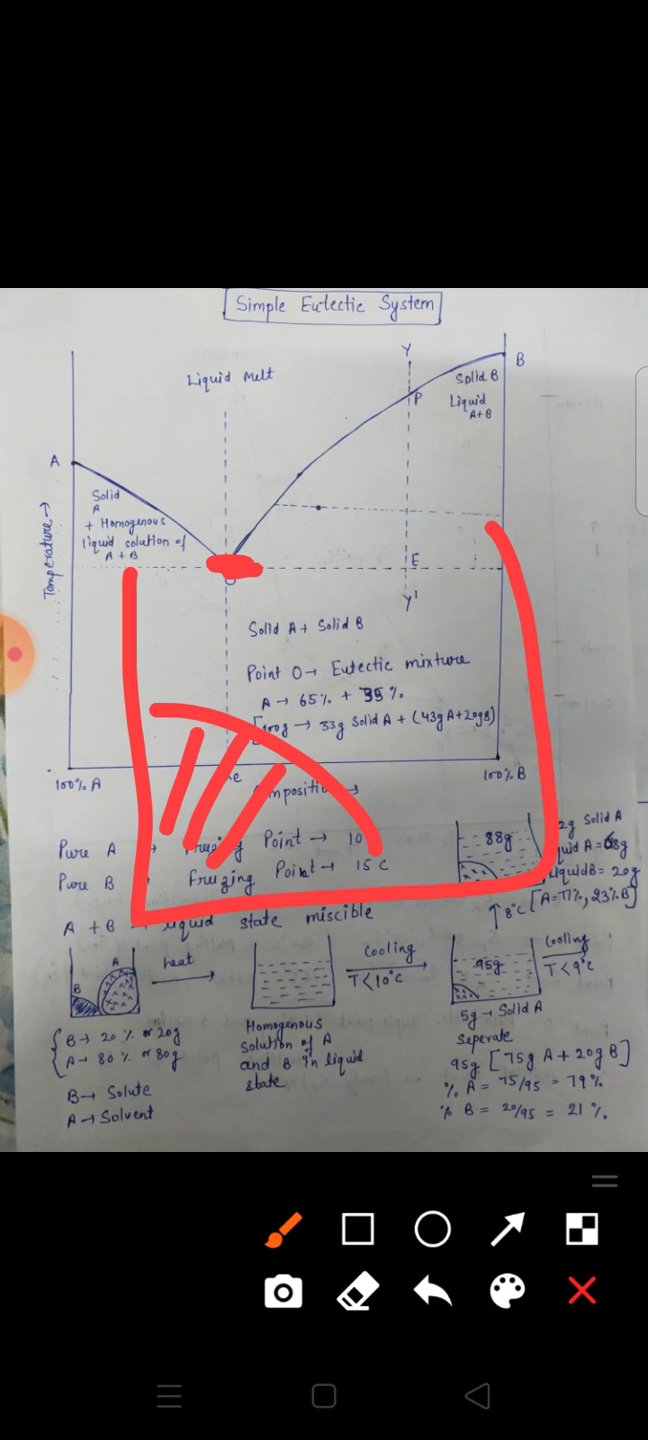 Simple Eutectic System
Y
B
Liquid Melt
Solid B
P
Liquid
A+B
A
Solid
A
+ Homogenous
liquid solution of
A + B
Temperature →
E
Y'
Solid A + Solid B
Point O → Eutectic mixture
A → 65% + 35%.
33g Solid A + (43g A+20g B)
100% A
e
100% B
Pure A
Point → 10
Pure B
Freezing Point → 15 C
A + B → liquid state miscible
88g
2g Solid A
Liquid B = 20g
↑ 8°C [A=77%, 23% B]
A
B
heat
Cooling
T<10°C
95g
Cooling
T<9°C
B → 20% or 20g
A → 80% or 80g
B → Solute
A → Solvent
Homogenous
solution of A
and B in liquid
state
5g → Solid A
Seperate
95g [75g A + 20g B]
% A = 75/95 = 79%
% B = 20/95 = 21%.